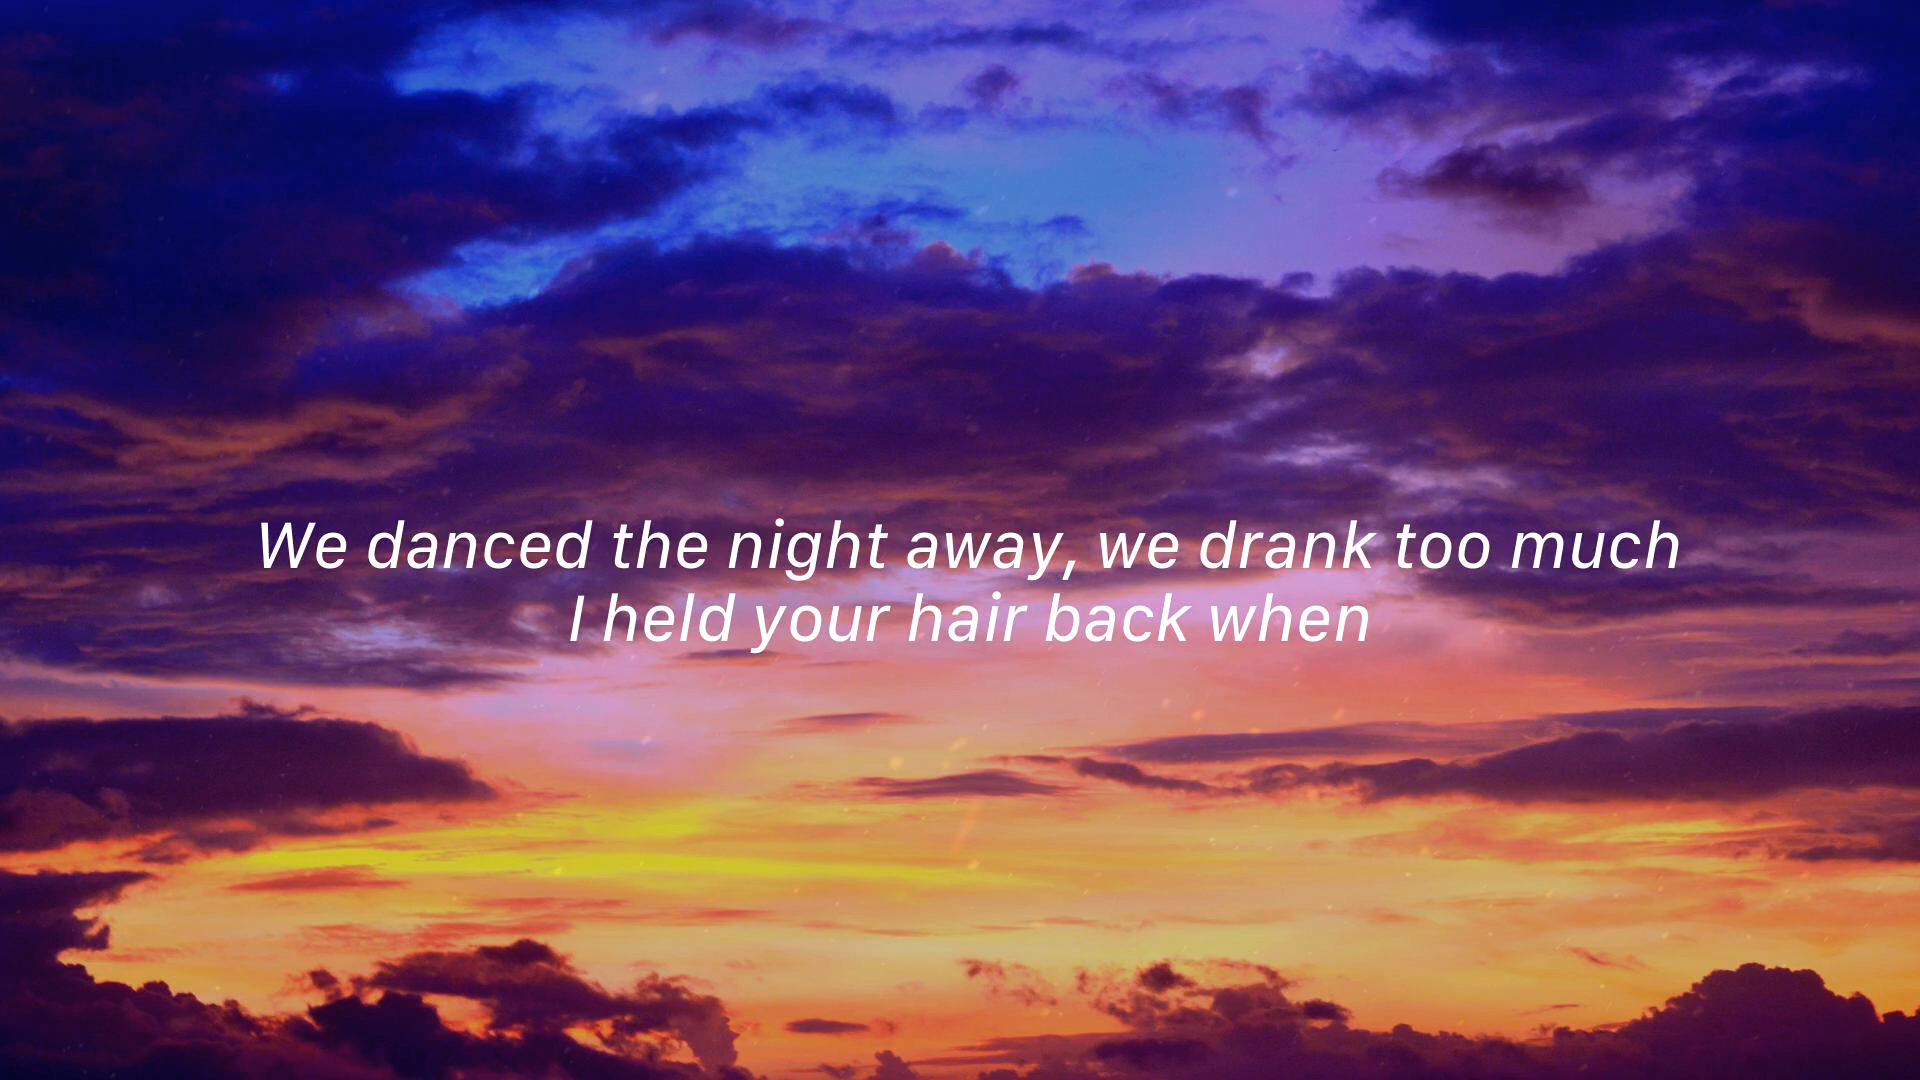 We danced the night away, we drank too much
I held your hair back when